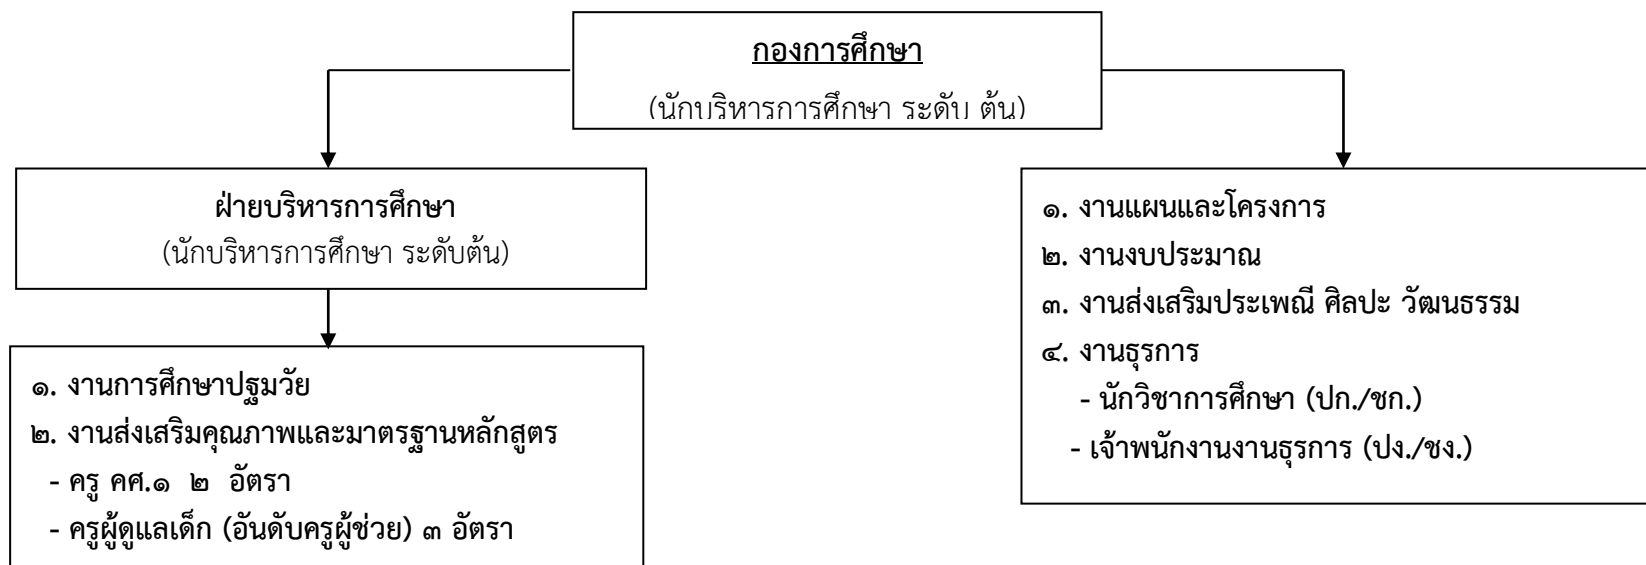 กองการศึกษา
(นักบริหารการศึกษา ระดับ ต้น)
ฝ่ายบริหารการศึกษา
(นักบริหารการศึกษา ระดับต้น)
๑. งานการศึกษาปฐมวัย
๒. งานส่งเสริมคุณภาพและมาตรฐานหลักสูตร
- ครู คศ.๑ ๒ อัตรา
- ครูผู้ดูแลเด็ก (อันดับครูผู้ช่วย) ๓ อัตรา
๑. งานแผนและโครงการ
๒. งานงบประมาณ
๓. งานส่งเสริมประเพณี ศิลปะ วัฒนธรรม
๔. งานธุรการ
- นักวิชาการศึกษา (ปก./ชก.)
- เจ้าพนักงานงานธุรการ (ปง./ชง.)